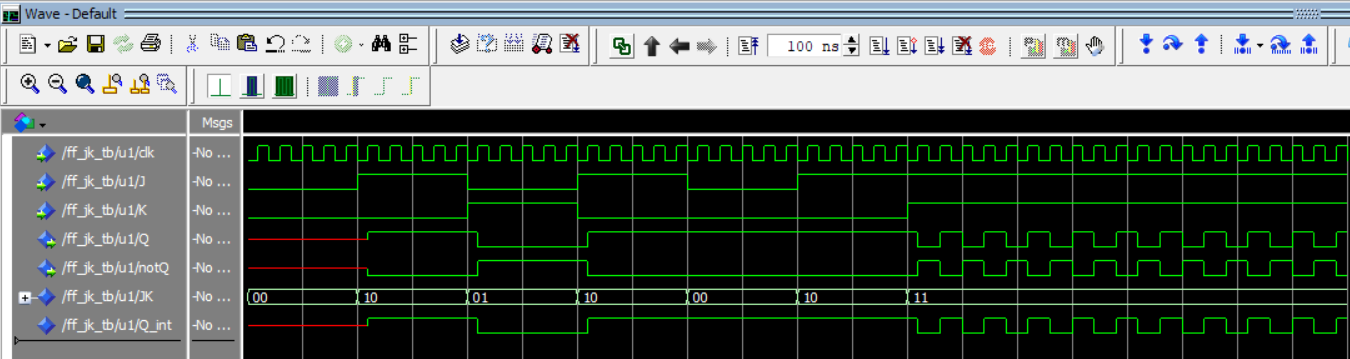 Wave - Default
100 ns
Msgs
/ff_jk_tb/u1/clk -No ...
/ff_jk_tb/u1/J -No ...
/ff_jk_tb/u1/K -No ...
/ff_jk_tb/u1/Q -No ...
/ff_jk_tb/u1/notQ -No ...
/ff_jk_tb/u1/JK -No ... 00 10 01 10 00 10 11
/ff_jk_tb/u1/Q_int -No ...